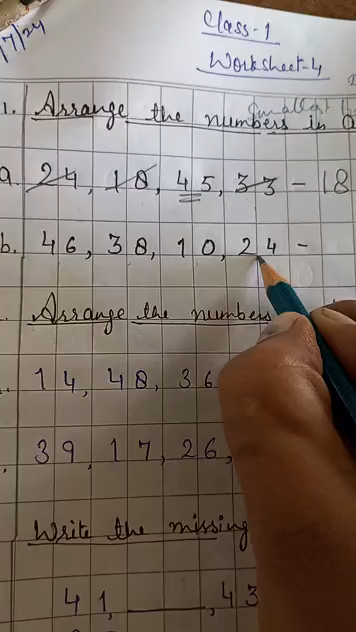 /7/24
Class-1
Worksheet-4
1. Arrange the numbers in
Smallest
a. 24, 18, 45, 33 - 18
b. 46, 38, 10, 24 -
Arrange the numbers
14, 48, 36
39, 17, 26,
Write the missing
41, ____, 43